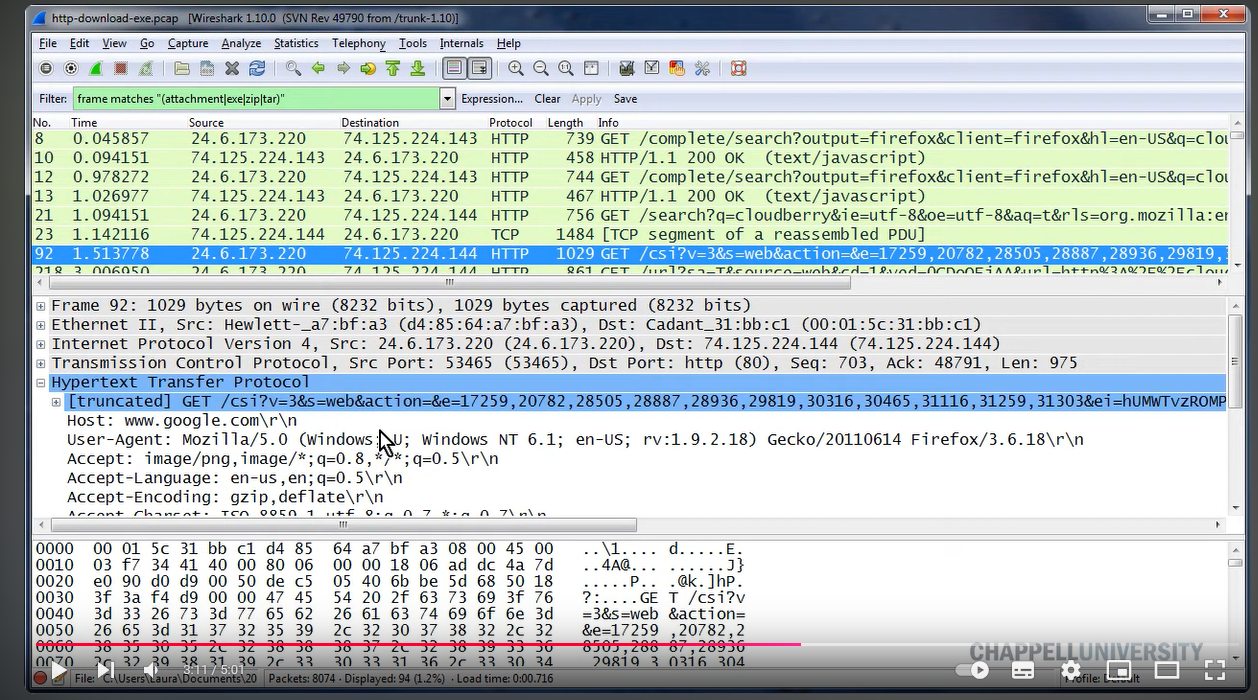 http-download-exe.pcap [Wireshark 1.10.0 (SVN Rev 49790 from /trunk-1.10)]
File Edit View Go Capture Analyze Statistics Telephony Tools Internals Help
Filter: frame matches "(attachment|exe|zip|tar)" Expression... Clear Apply Save
No. Time Source Destination Protocol Length Info
8 0.045857 24.6.173.220 74.125.224.143 HTTP 739 GET /complete/search?output=firefox&client=firefox&hl=en-US&q=clou
10 0.094151 74.125.224.143 24.6.173.220 HTTP 458 HTTP/1.1 200 OK (text/javascript)
12 0.978272 24.6.173.220 74.125.224.143 HTTP 744 GET /complete/search?output=firefox&client=firefox&hl=en-US&q=clou
13 1.026977 74.125.224.143 24.6.173.220 HTTP 467 HTTP/1.1 200 OK (text/javascript)
21 1.094151 24.6.173.220 74.125.224.144 HTTP 756 GET /search?q=cloudberry&ie=utf-8&oe=utf-8&aq=t&rls=org.mozilla:en
23 1.142116 74.125.224.144 24.6.173.220 TCP 1484 [TCP segment of a reassembled PDU]
92 1.513778 24.6.173.220 74.125.224.144 HTTP 1029 GET /csi?v=3&s=web&action=&e=17259,20782,28505,28887,28936,29819,3
218 3.006950 24.6.173.220 74.125.224.144 HTTP 861 GET
Frame 92: 1029 bytes on wire (8232 bits), 1029 bytes captured (8232 bits)
Ethernet II, Src: Hewlett-_a7:bf:a3 (d4:85:64:a7:bf:a3), Dst: Cadant_31:bb:c1 (00:01:5c:31:bb:c1)
Internet Protocol Version 4, Src: 24.6.173.220 (24.6.173.220), Dst: 74.125.224.144 (74.125.224.144)
Transmission Control Protocol, Src Port: 53465 (53465), Dst Port: http (80), Seq: 703, Ack: 48791, Len: 975
Hypertext Transfer Protocol
[truncated] GET /csi?v=3&s=web&action=&e=17259,20782,28505,28887,28936,29819,30316,30465,31116,31259,31303&ei=hUMWTvzROMP
Host: www.google.com\r\n
User-Agent: Mozilla/5.0 (Windows; U; Windows NT 6.1; en-US; rv:1.9.2.18) Gecko/20110614 Firefox/3.6.18\r\n
Accept: image/png,image/*;q=0.8,*/*;q=0.5\r\n
Accept-Language: en-us,en;q=0.5\r\n
Accept-Encoding: gzip,deflate\r\n
Accept-Charset: ISO-8859-1,utf-8;q=0.7,*;q=0.7\r\n
0000 00 01 5c 31 bb c1 d4 85 64 a7 bf a3 08 00 45 00 ..\1.... d.....E.
0010 03 f7 34 41 40 00 80 06 00 00 18 06 ad dc 4a 7d ..4A@... ......J}
0020 e0 90 d0 d9 00 50 de c5 05 40 6b be 5d 68 50 18 .....P.. .@k.]hP.
0030 3f 3a f4 d9 00 00 47 45 54 20 2f 63 73 69 3f 76 ?:....GE T /csi?v
0040 3d 33 26 73 3d 77 65 62 26 61 63 74 69 6f 6e 3d =3&s=web &action=
0050 26 65 3d 31 37 32 35 39 2c 32 30 37 38 32 2c 32 &e=17259 ,20782,2
0060 38 35 30 35 2c 32 38 38 38 37 2c 32 38 39 33 36 8505,288 87,28936
0070 2c 32 39 38 31 39 2c 33 30 33 31 36 2c 33 30 34 ,29819,3 0316,304
CHAPPELLUNIVERSITY
3:11 / 5:01
File: C:\Users\Laura\Documents\20 Packets: 8074 · Displayed: 94 (1.2%) · Load time: 0:00.716 Profile: Default